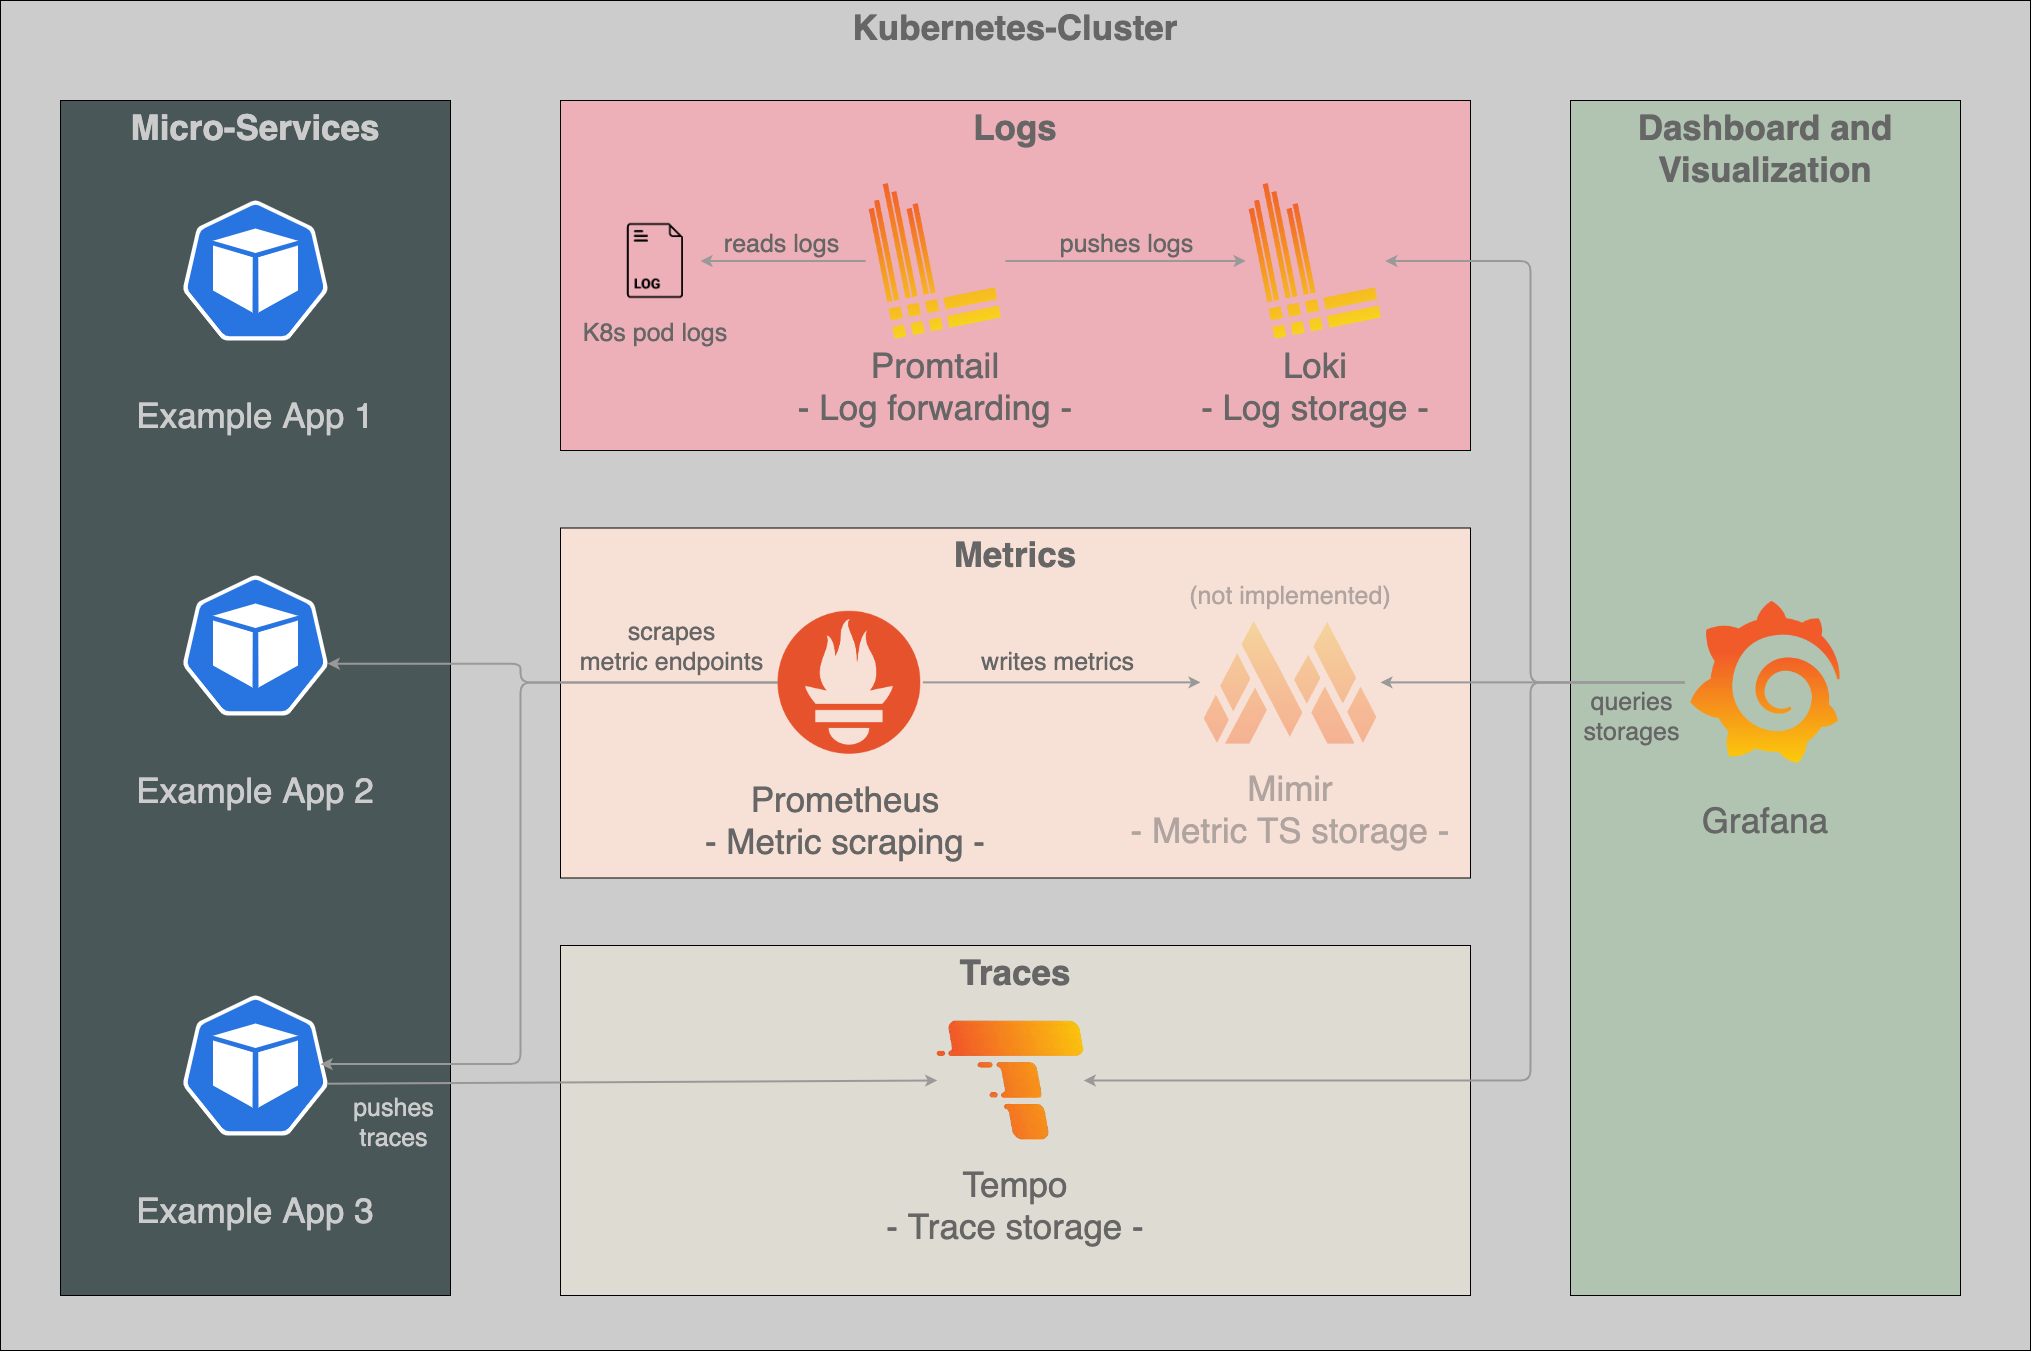 Kubernetes-Cluster
Micro-Services
Example App 1
Example App 2
Example App 3
pushes
traces
Logs
LOG
K8s pod logs
reads logs
Promtail
- Log forwarding -
pushes logs
Loki
- Log storage -
Metrics
scrapes
metric endpoints
Prometheus
- Metric scraping -
writes metrics
(not implemented)
Mimir
- Metric TS storage -
Traces
Tempo
- Trace storage -
Dashboard and
Visualization
queries
storages
Grafana